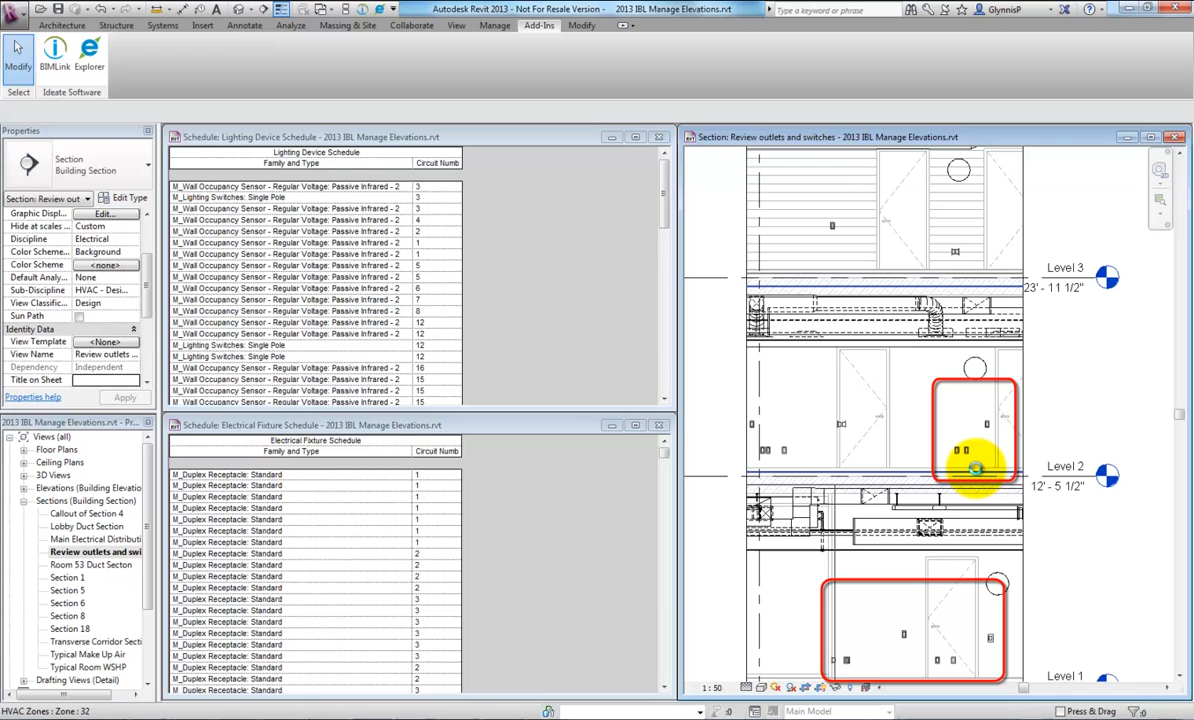 Autodesk Revit 2013 - Not For Resale Version - 2013 IBL Manage Elevations.rvt
Type a keyword or phrase
GlynnisP
Architecture Structure Systems Insert Annotate Analyze Massing & Site Collaborate View Manage Add-Ins Modify
Modify BIMLink Explorer
Select Ideate Software
Properties
Section
Building Section
Section: Review out Edit Type
Graphic Displ... Edit...
Hide at scales ... Custom
Discipline Electrical
Color Scheme... Background
Color Scheme <none>
Default Analy... None
Sub-Discipline HVAC - Desi...
View Classific... Design
Sun Path
Identity Data
View Template <None>
View Name Review outlets ...
Dependency Independent
Title on Sheet
Properties help Apply
2013 IBL Manage Elevations.rvt - Pr...
Views (all)
Floor Plans
Ceiling Plans
3D Views
Elevations (Building Elevation)
Sections (Building Section)
Callout of Section 4
Lobby Duct Section
Main Electrical Distributi
Review outlets and swi
Room 53 Duct Secton
Section 1
Section 5
Section 6
Section 8
Section 18
Transverse Corridor Section
Typical Make Up Air
Typical Room WSHP
Drafting Views (Detail)
Schedule: Lighting Device Schedule - 2013 IBL Manage Elevations.rvt
Lighting Device Schedule
Family and Type Circuit Numb
M_Wall Occupancy Sensor - Regular Voltage: Passive Infrared - 2 3
M_Lighting Switches: Single Pole 3
M_Wall Occupancy Sensor - Regular Voltage: Passive Infrared - 2 3
M_Wall Occupancy Sensor - Regular Voltage: Passive Infrared - 2 4
M_Wall Occupancy Sensor - Regular Voltage: Passive Infrared - 2 2
M_Wall Occupancy Sensor - Regular Voltage: Passive Infrared - 2 1
M_Wall Occupancy Sensor - Regular Voltage: Passive Infrared - 2 1
M_Wall Occupancy Sensor - Regular Voltage: Passive Infrared - 2 5
M_Wall Occupancy Sensor - Regular Voltage: Passive Infrared - 2 5
M_Wall Occupancy Sensor - Regular Voltage: Passive Infrared - 2 6
M_Wall Occupancy Sensor - Regular Voltage: Passive Infrared - 2 7
M_Wall Occupancy Sensor - Regular Voltage: Passive Infrared - 2 8
M_Wall Occupancy Sensor - Regular Voltage: Passive Infrared - 2 12
M_Wall Occupancy Sensor - Regular Voltage: Passive Infrared - 2 12
M_Lighting Switches: Single Pole 12
M_Lighting Switches: Single Pole 12
M_Wall Occupancy Sensor - Regular Voltage: Passive Infrared - 2 16
M_Wall Occupancy Sensor - Regular Voltage: Passive Infrared - 2 15
M_Wall Occupancy Sensor - Regular Voltage: Passive Infrared - 2 15
Schedule: Electrical Fixture Schedule - 2013 IBL Manage Elevations.rvt
Electrical Fixture Schedule
Family and Type Circuit Numb
M_Duplex Receptacle: Standard 1
M_Duplex Receptacle: Standard 1
M_Duplex Receptacle: Standard 1
M_Duplex Receptacle: Standard 1
M_Duplex Receptacle: Standard 1
M_Duplex Receptacle: Standard 1
M_Duplex Receptacle: Standard 1
M_Duplex Receptacle: Standard 2
M_Duplex Receptacle: Standard 2
M_Duplex Receptacle: Standard 2
M_Duplex Receptacle: Standard 2
M_Duplex Receptacle: Standard 3
M_Duplex Receptacle: Standard 3
M_Duplex Receptacle: Standard 3
M_Duplex Receptacle: Standard 3
M_Duplex Receptacle: Standard 3
M_Duplex Receptacle: Standard 3
M_Duplex Receptacle: Standard 3
M_Duplex Receptacle: Standard 3
M_Duplex Receptacle: Standard 3
Section: Review outlets and switches - 2013 IBL Manage Elevations.rvt
Level 3
23' - 11 1/2"
Level 2
12' - 5 1/2"
Level 1
1 : 50
HVAC Zones : Zone : 32
:0
Main Model
Press & Drag
:0